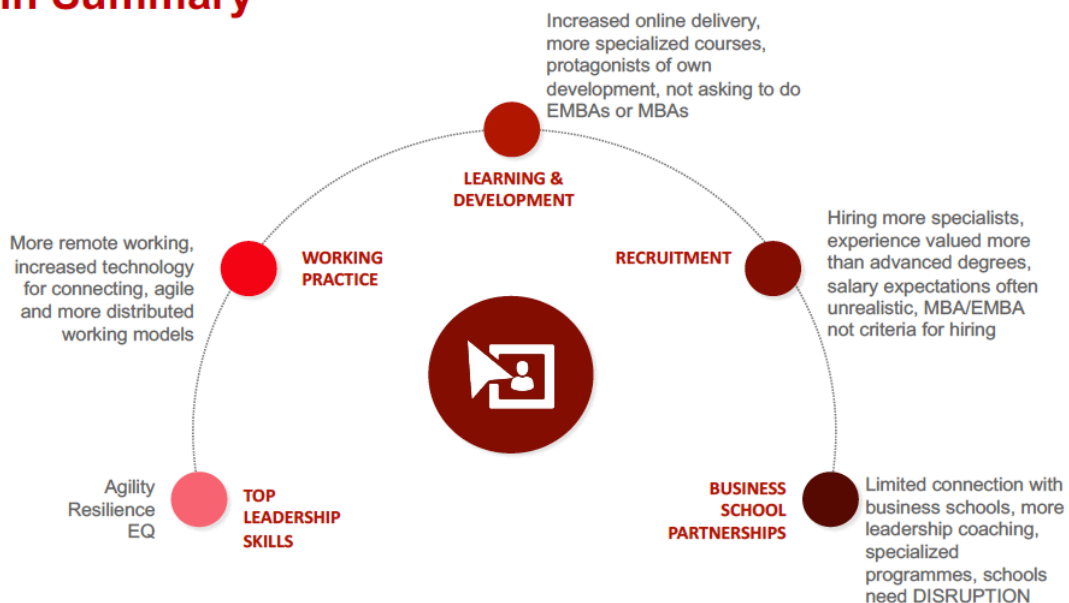 In Summary
Increased online delivery,
more specialized courses,
protagonists of own
development, not asking to do
EMBAs or MBAs
LEARNING &
DEVELOPMENT
More remote working,
increased technology
for connecting, agile
and more distributed
working models
WORKING
PRACTICE
RECRUITMENT
Hiring more specialists,
experience valued more
than advanced degrees,
salary expectations often
unrealistic, MBA/EMBA
not criteria for hiring
Agility
Resilience
EQ
TOP
LEADERSHIP
SKILLS
BUSINESS
SCHOOL
PARTNERSHIPS
Limited connection with
business schools, more
leadership coaching,
specialized
programmes, schools
need DISRUPTION